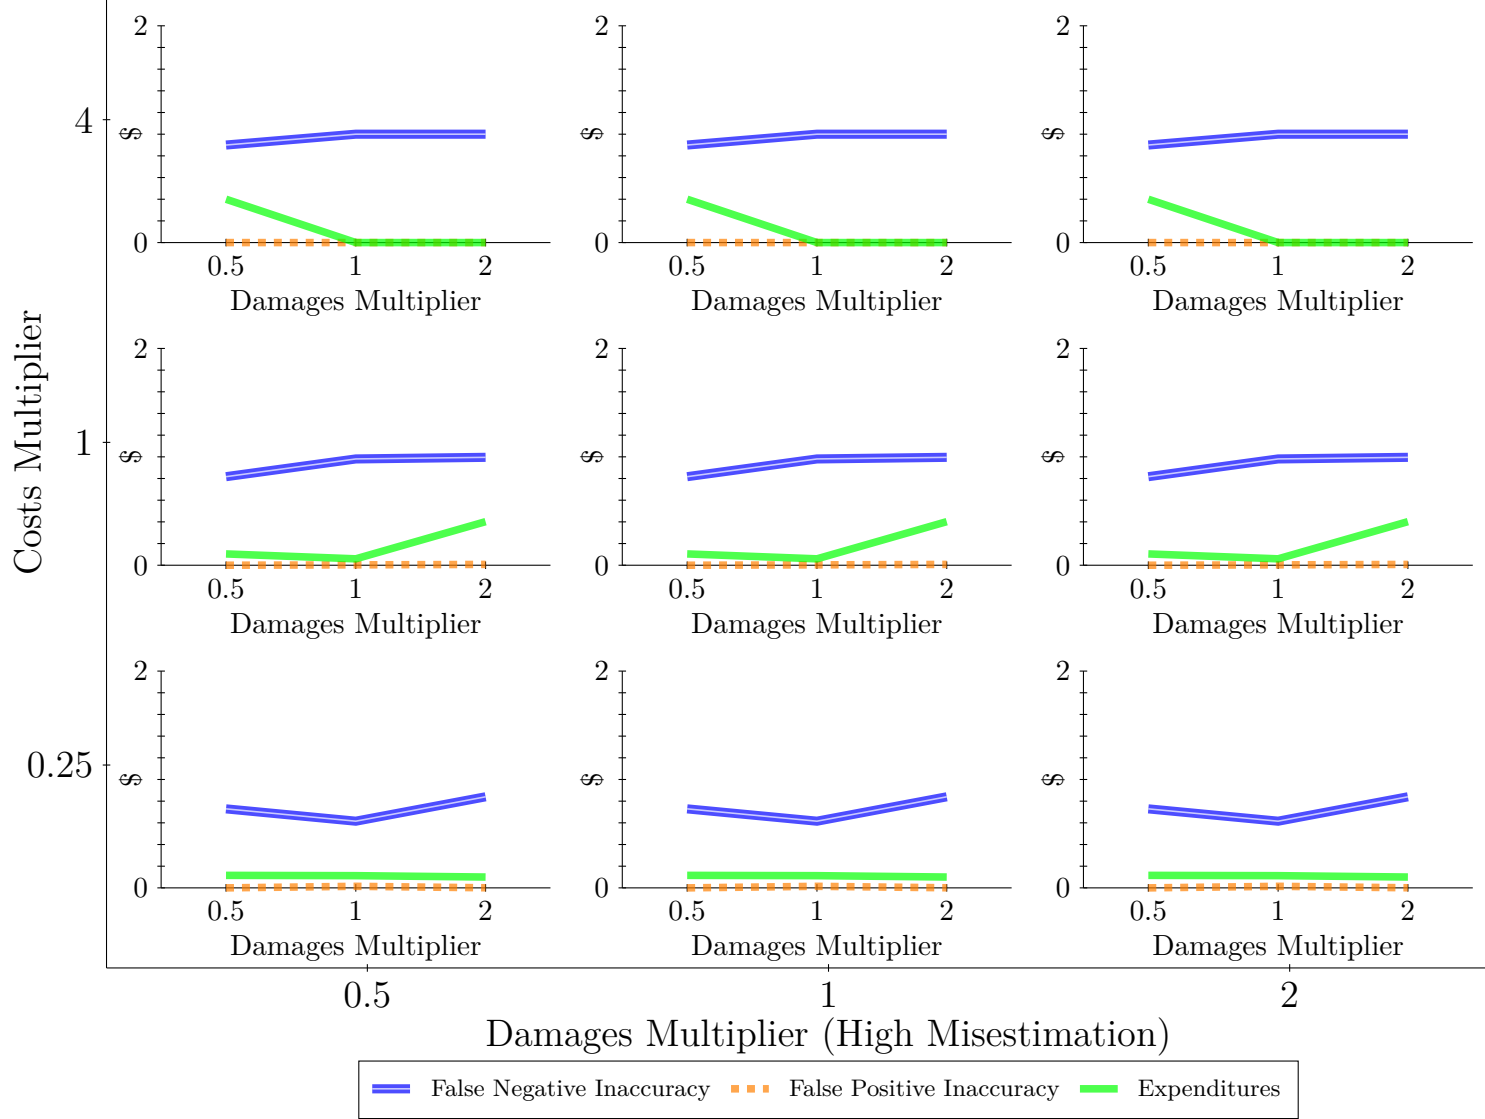 2 2 2
4 $ $ $
0 0 0
0.5 1 2 0.5 1 2 0.5 1 2
Damages Multiplier Damages Multiplier Damages Multiplier
Costs Multiplier
2 2 2
1 $ $ $
0 0 0
0.5 1 2 0.5 1 2 0.5 1 2
Damages Multiplier Damages Multiplier Damages Multiplier
2 2 2
0.25 $ $ $
0 0 0
0.5 1 2 0.5 1 2 0.5 1 2
Damages Multiplier Damages Multiplier Damages Multiplier
0.5 1 2
Damages Multiplier (High Misestimation)
False Negative Inaccuracy False Positive Inaccuracy Expenditures